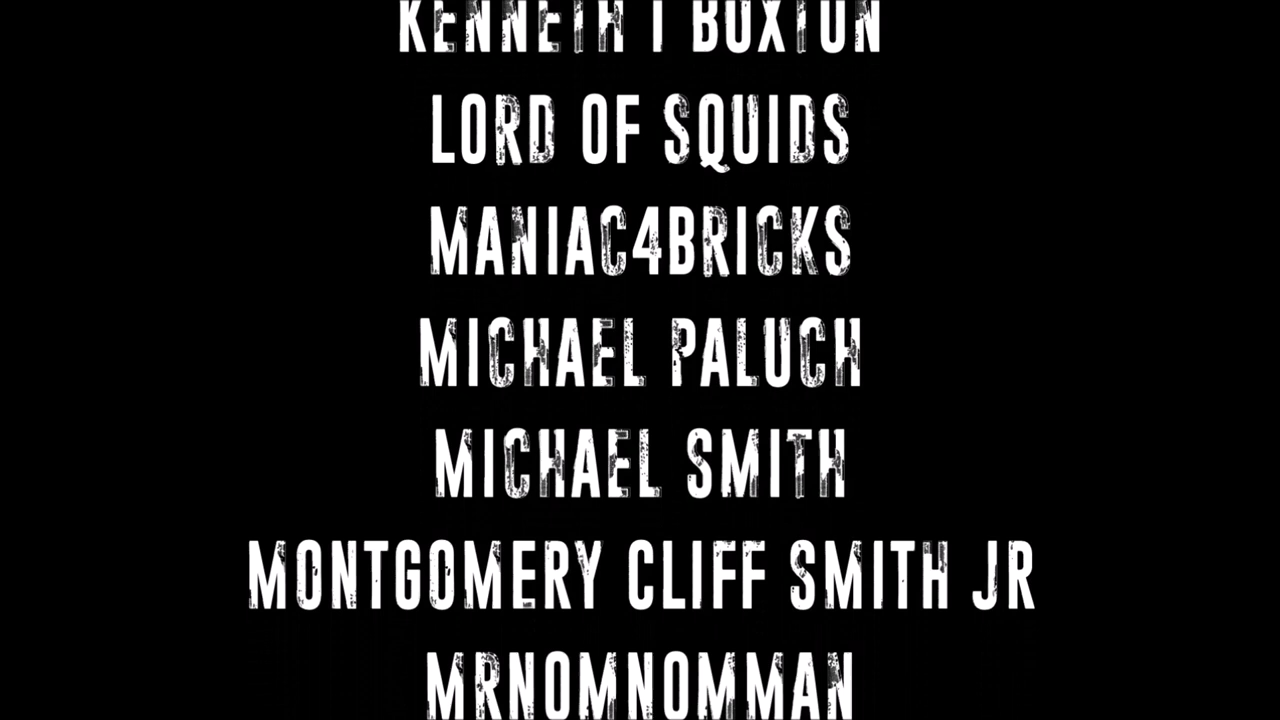 KENNETH T BUXTON
LORD OF SQUIDS
MANIAC4BRICKS
MICHAEL PALUCH
MICHAEL SMITH
MONTGOMERY CLIFF SMITH JR
MRNOMNOMMAN